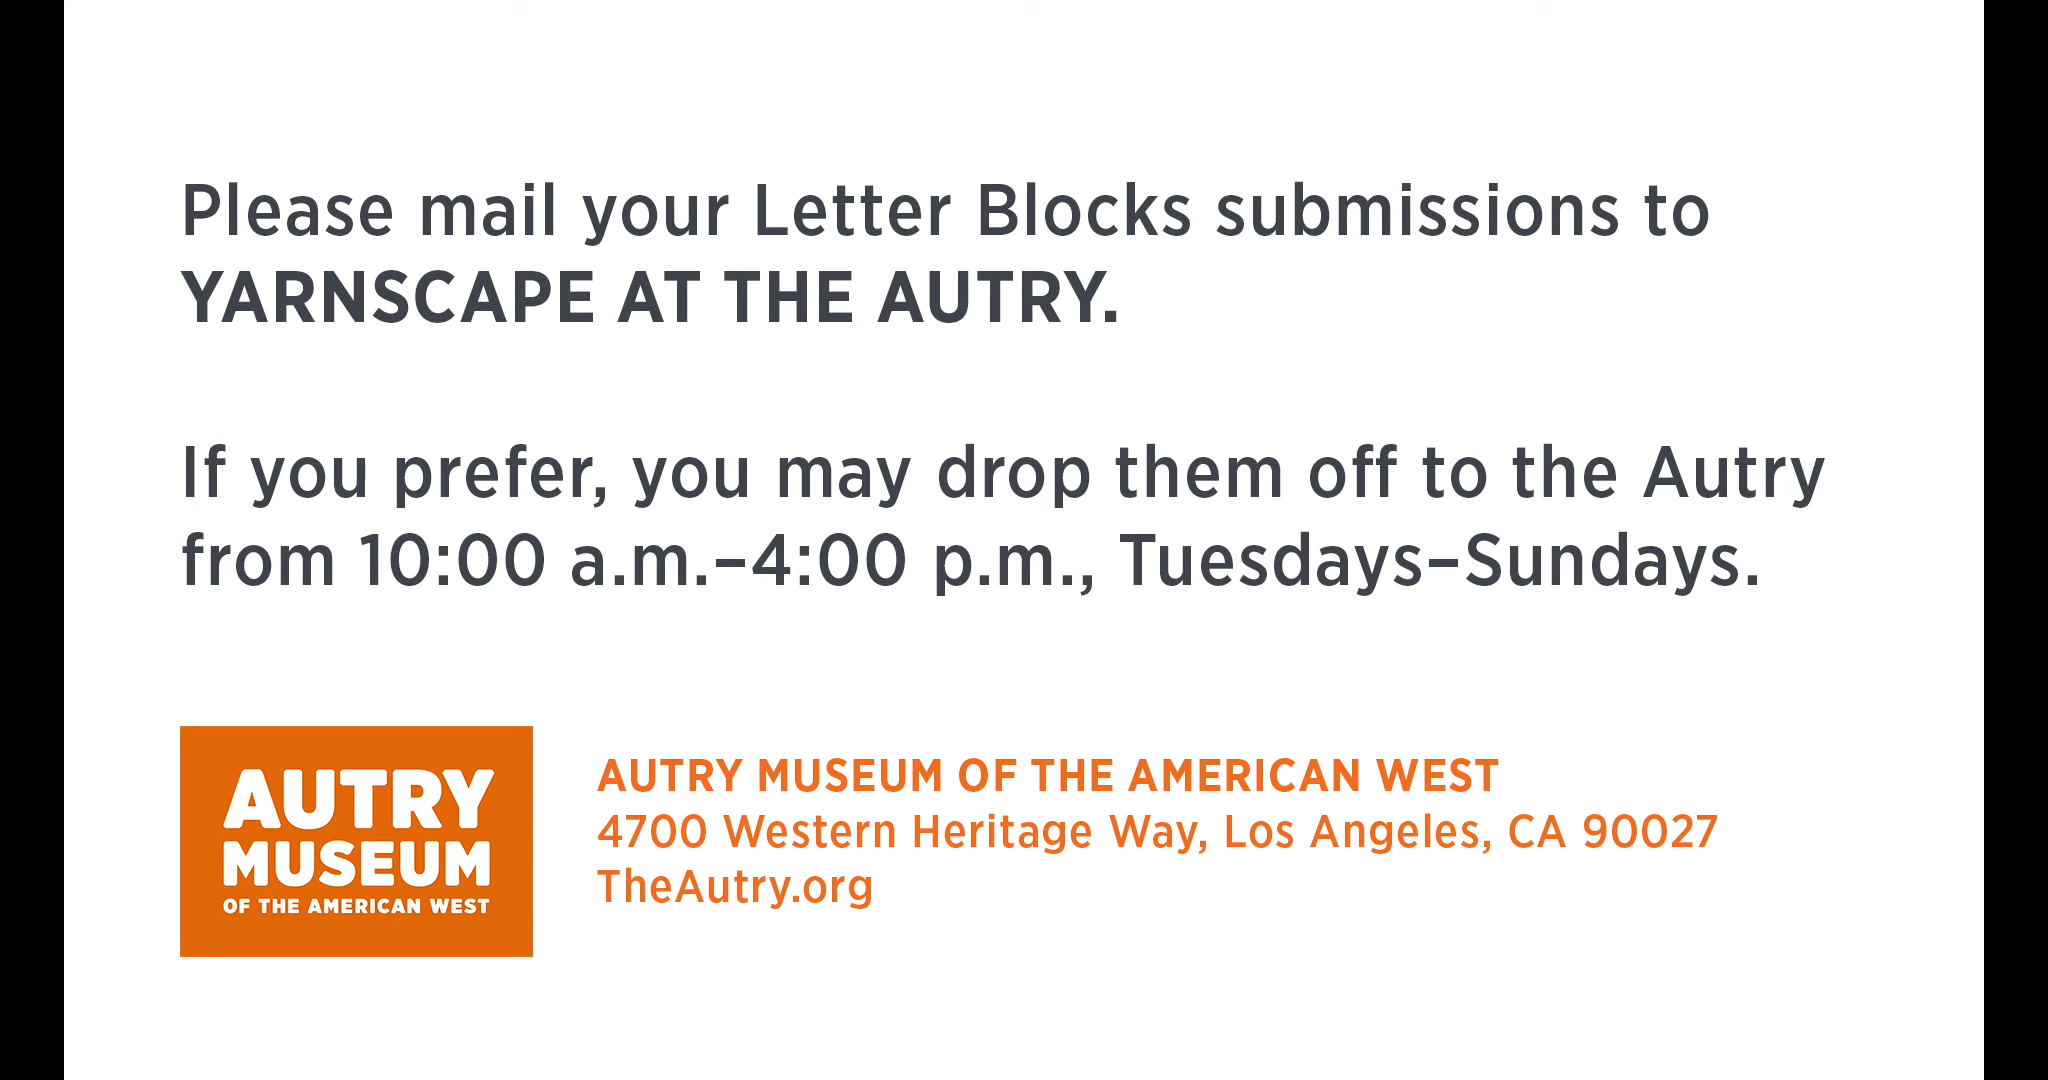 Please mail your Letter Blocks submissions to
YARNSCAPE AT THE AUTRY.
If you prefer, you may drop them off to the Autry
from 10:00 a.m.–4:00 p.m., Tuesdays–Sundays.
AUTRY
MUSEUM
OF THE AMERICAN WEST
AUTRY MUSEUM OF THE AMERICAN WEST
4700 Western Heritage Way, Los Angeles, CA 90027
TheAutry.org